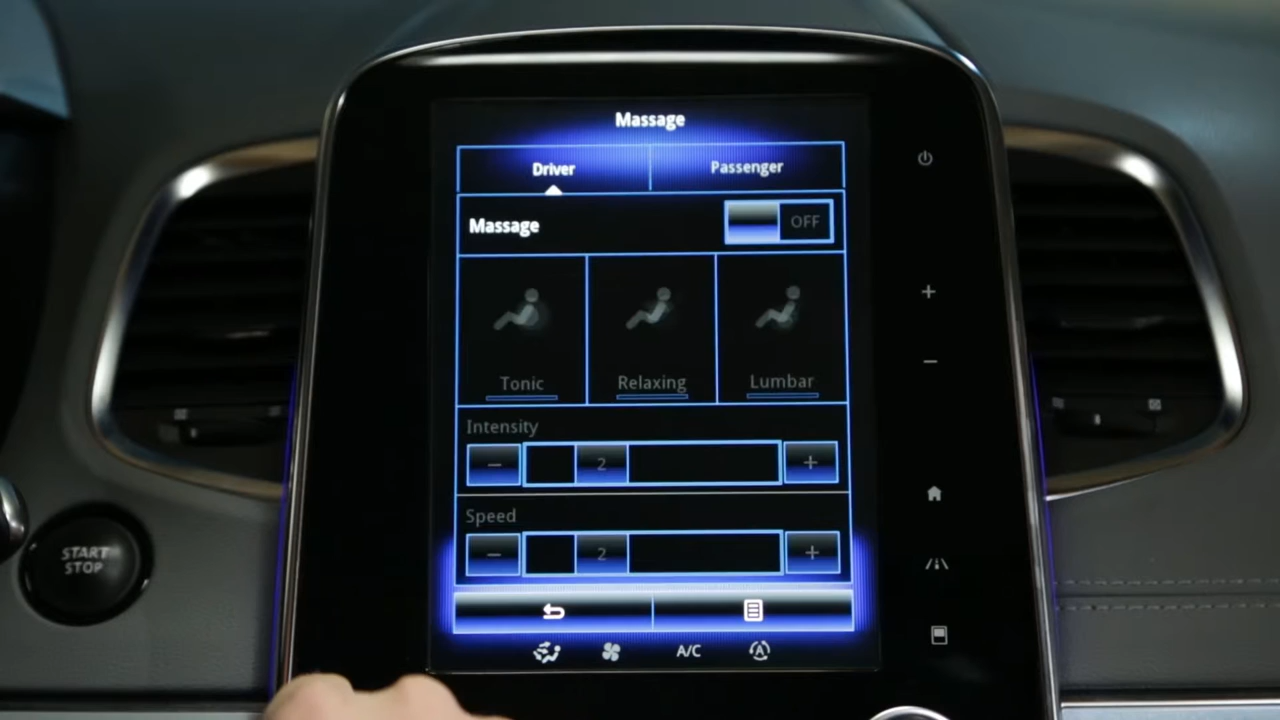 Massage
Driver Passenger
Massage OFF
Tonic Relaxing Lumbar
Intensity
− 2 +
Speed
− 2 +
A/C A
+
−
START
STOP